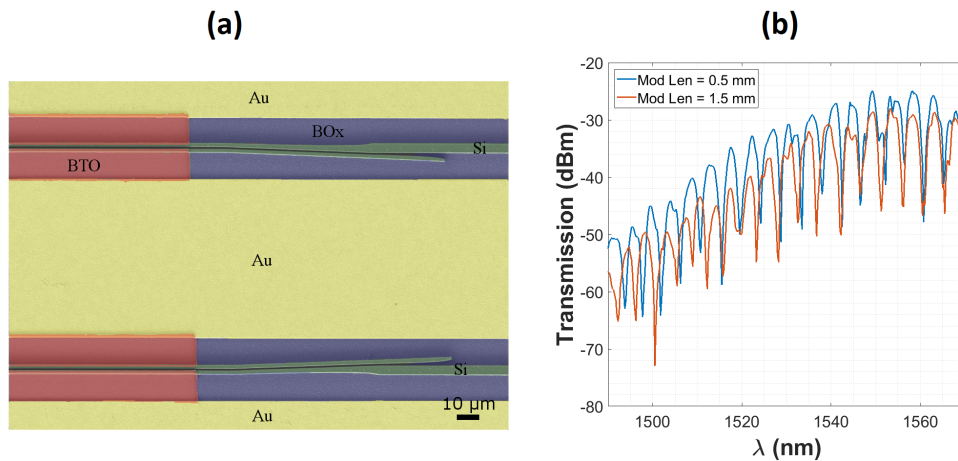 (a)
(b)
Au
BOx
Si
BTO
Au
Si
Au
10 µm
Mod Len = 0.5 mm
Mod Len = 1.5 mm
Transmission (dBm)
-20
-30
-40
-50
-60
-70
-80
1500
1520
1540
1560
λ (nm)